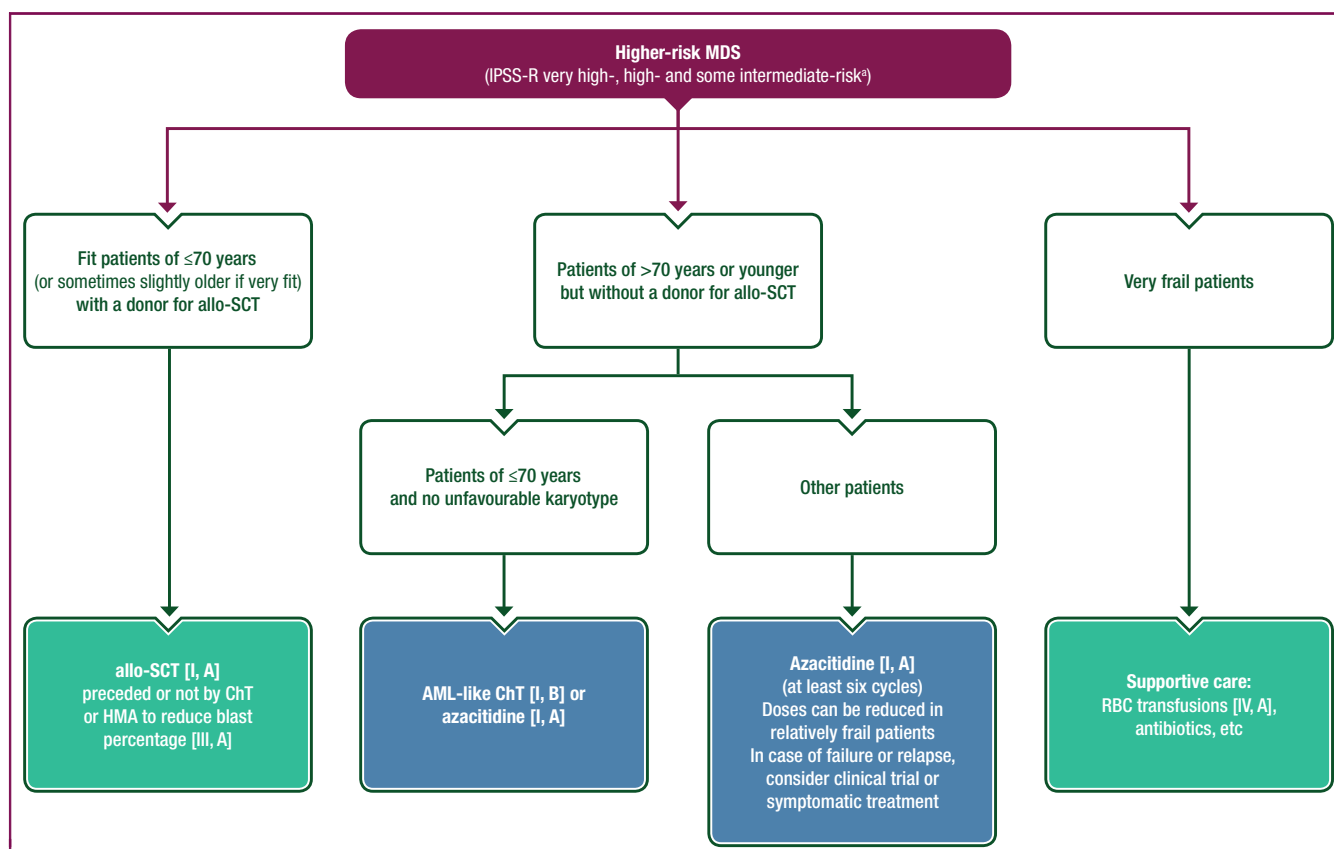 Higher-risk MDS
(IPSS-R very high-, high- and some intermediate-riskᵃ)
Fit patients of ≤70 years
(or sometimes slightly older if very fit)
with a donor for allo-SCT
Patients of >70 years or younger
but without a donor for allo-SCT
Very frail patients
Patients of ≤70 years
and no unfavourable karyotype
Other patients
allo-SCT [I, A]
preceded or not by ChT
or HMA to reduce blast
percentage [III, A]
AML-like ChT [I, B] or
azacitidine [I, A]
Azacitidine [I, A]
(at least six cycles)
Doses can be reduced in
relatively frail patients
In case of failure or relapse,
consider clinical trial or
symptomatic treatment
Supportive care:
RBC transfusions [IV, A],
antibiotics, etc